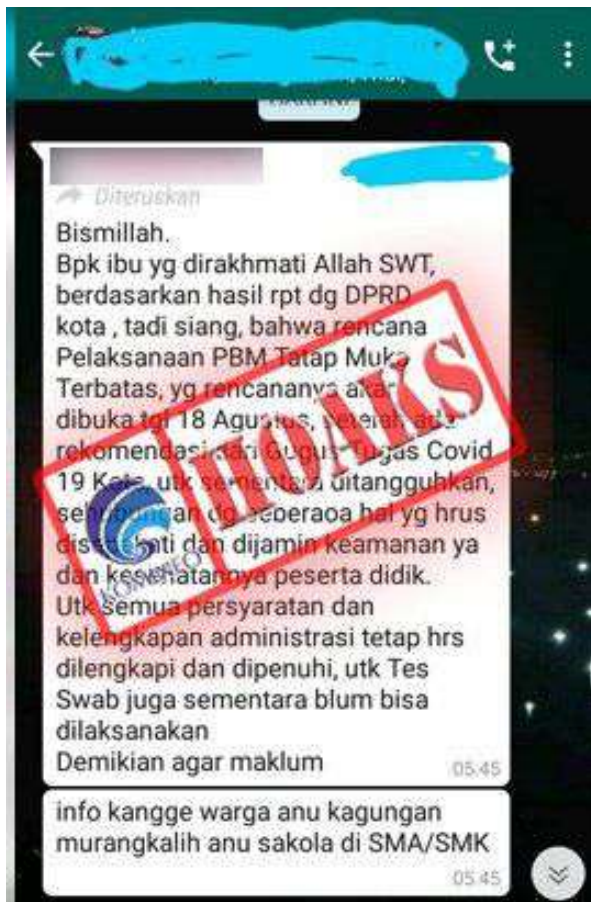 Diteruskan
Bismillah.
Bpk ibu yg dirakhmati Allah SWT,
berdasarkan hasil rpt dg DPRD
kota , tadi siang, bahwa rencana
Pelaksanaan PBM Tatap Muka
Terbatas, yg rencananya akan
dibuka tgl 18 Agustus, setelah ada
rekomendasi dari Gugus Tugas Covid
19 Kota, utk sementara ditangguhkan,
sehubungan dg beberapa hal yg hrus
dan dijamin keamanan ya
dan kesehatannya peserta didik.
Utk semua persyaratan dan
kelengkapan administrasi tetap hrs
dilengkapi dan dipenuhi, utk Tes
Swab juga sementara blum bisa
dilaksanakan
Demikian agar maklum
05.45
HOAKS
KOMINFO
info kangge warga anu kagungan
murangkalih anu sakola di SMA/SMK
05.45